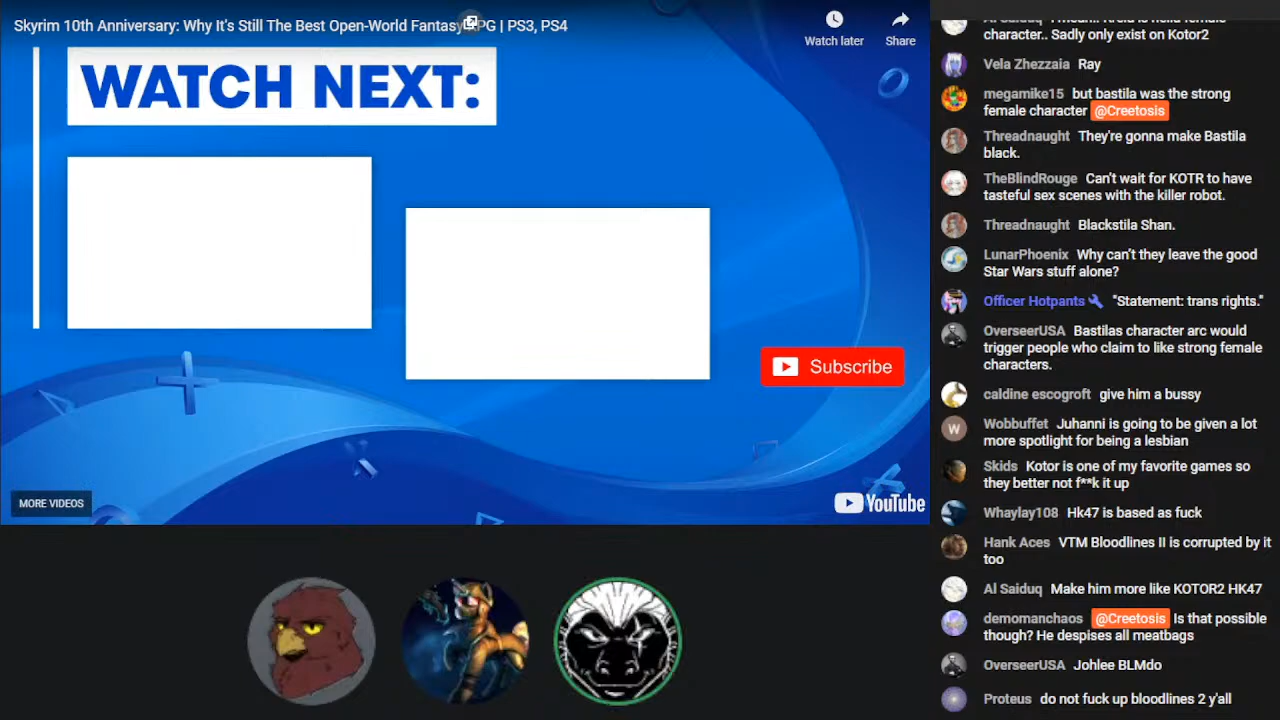 Skyrim 10th Anniversary: Why It's Still The Best Open-World Fantasy PG | PS3, PS4
Watch later
Share
WATCH NEXT:
Subscribe
MORE VIDEOS
YouTube
character.. Sadly only exist on Kotor2
Vela Zhezzaia Ray
megamike15 but bastila was the strong
female character @Creetosis
Threadnaught They're gonna make Bastila
black.
TheBlindRouge Can't wait for KOTR to have
tasteful sex scenes with the killer robot.
Threadnaught Blackstila Shan.
LunarPhoenix Why can't they leave the good
Star Wars stuff alone?
Officer Hotpants "Statement: trans rights."
OverseerUSA Bastilas character arc would
trigger people who claim to like strong female
characters.
caldine escogroft give him a bussy
W
Wobbuffet Juhanni is going to be given a lot
more spotlight for being a lesbian
Skids Kotor is one of my favorite games so
they better not f**k it up
Whaylay108 Hk47 is based as fuck
Hank Aces VTM Bloodlines II is corrupted by it
too
Al Saiduq Make him more like KOTOR2 HK47
demomanchaos @Creetosis Is that possible
though? He despises all meatbags
OverseerUSA Johlee BLMdo
Proteus do not fuck up bloodlines 2 y'all